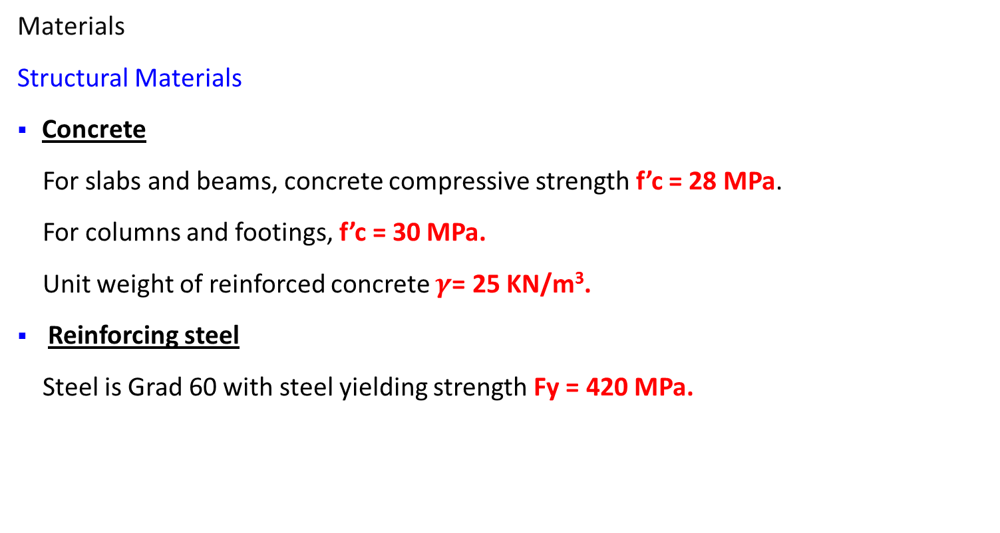 Materials
Structural Materials
▪ Concrete
For slabs and beams, concrete compressive strength f’c = 28 MPa.
For columns and footings, f’c = 30 MPa.
Unit weight of reinforced concrete γ= 25 KN/m³.
▪ Reinforcing steel
Steel is Grad 60 with steel yielding strength Fy = 420 MPa.